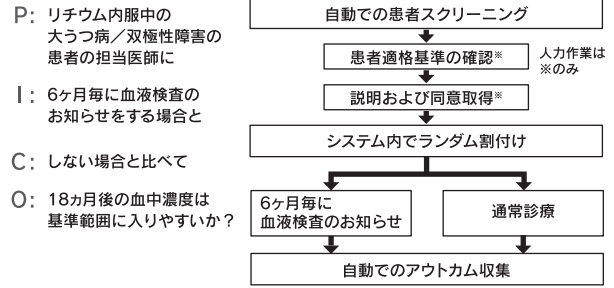 P: リチウム内服中の
大うつ病／双極性障害の
患者の担当医師に
I: 6ヶ月毎に血液検査の
お知らせをする場合と
C: しない場合と比べて
O: 18ヵ月後の血中濃度は
基準範囲に入りやすいか？
自動での患者スクリーニング
患者適格基準の確認※
人力作業は
※のみ
説明および同意取得※
システム内でランダム割付け
6ヶ月毎に
血液検査のお知らせ
通常診療
自動でのアウトカム収集